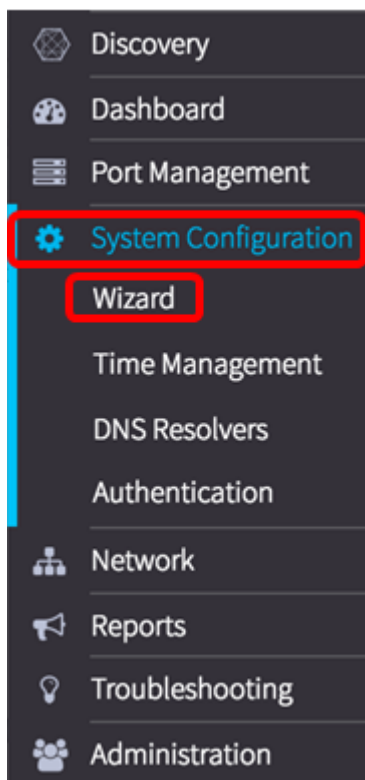 Discovery
Dashboard
Port Management
System Configuration
Wizard
Time Management
DNS Resolvers
Authentication
Network
Reports
Troubleshooting
Administration